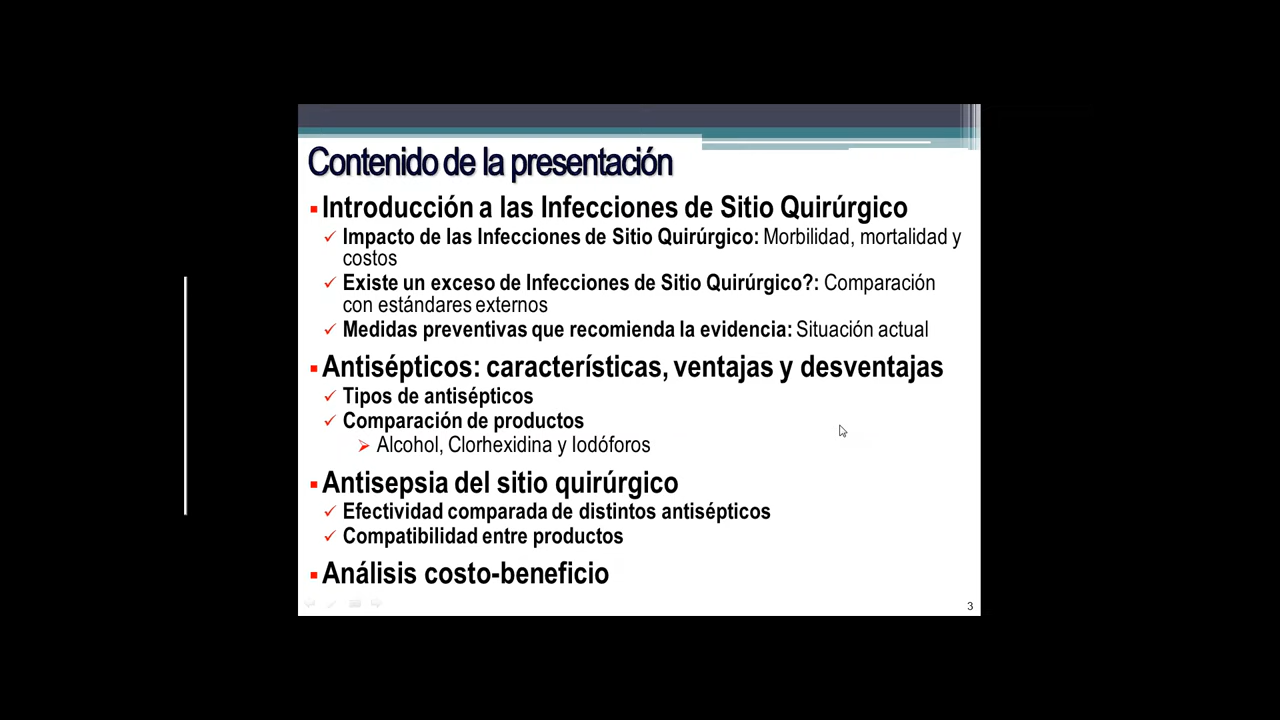 Contenido de la presentación
Introducción a las Infecciones de Sitio Quirúrgico
Impacto de las Infecciones de Sitio Quirúrgico: Morbilidad, mortalidad y
costos
Existe un exceso de Infecciones de Sitio Quirúrgico?: Comparación
con estándares externos
Medidas preventivas que recomienda la evidencia: Situación actual
Antisépticos: características, ventajas y desventajas
Tipos de antisépticos
Comparación de productos
Alcohol, Clorhexidina y Iodóforos
Antisepsia del sitio quirúrgico
Efectividad comparada de distintos antisépticos
Compatibilidad entre productos
Análisis costo-beneficio
3